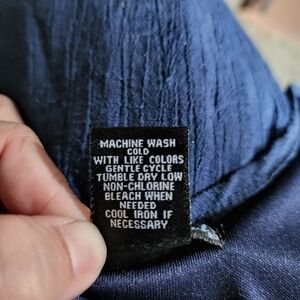 MACHINE WASH
COLD
WITH LIKE COLORS
GENTLE CYCLE
TUMBLE DRY LOW
NON-CHLORINE
BLEACH WHEN
NEEDED
COOL IRON IF
NECESSARY